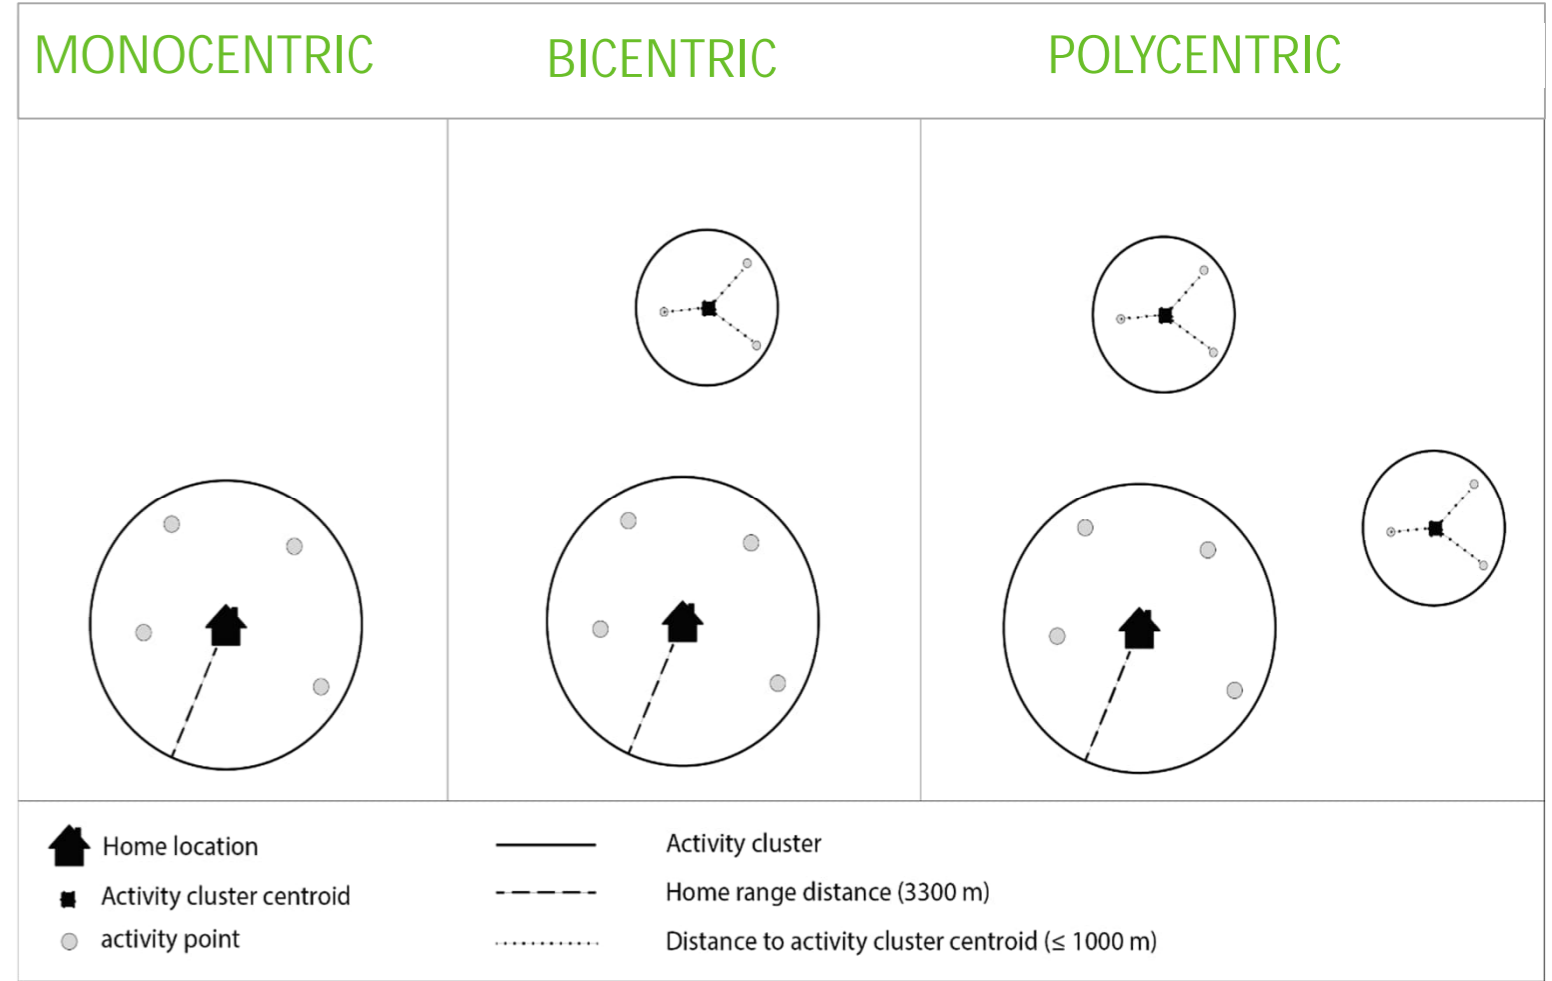 MONOCENTRIC
BICENTRIC
POLYCENTRIC
Home location
Activity cluster centroid
activity point
Activity cluster
Home range distance (3300 m)
Distance to activity cluster centroid (≤ 1000 m)